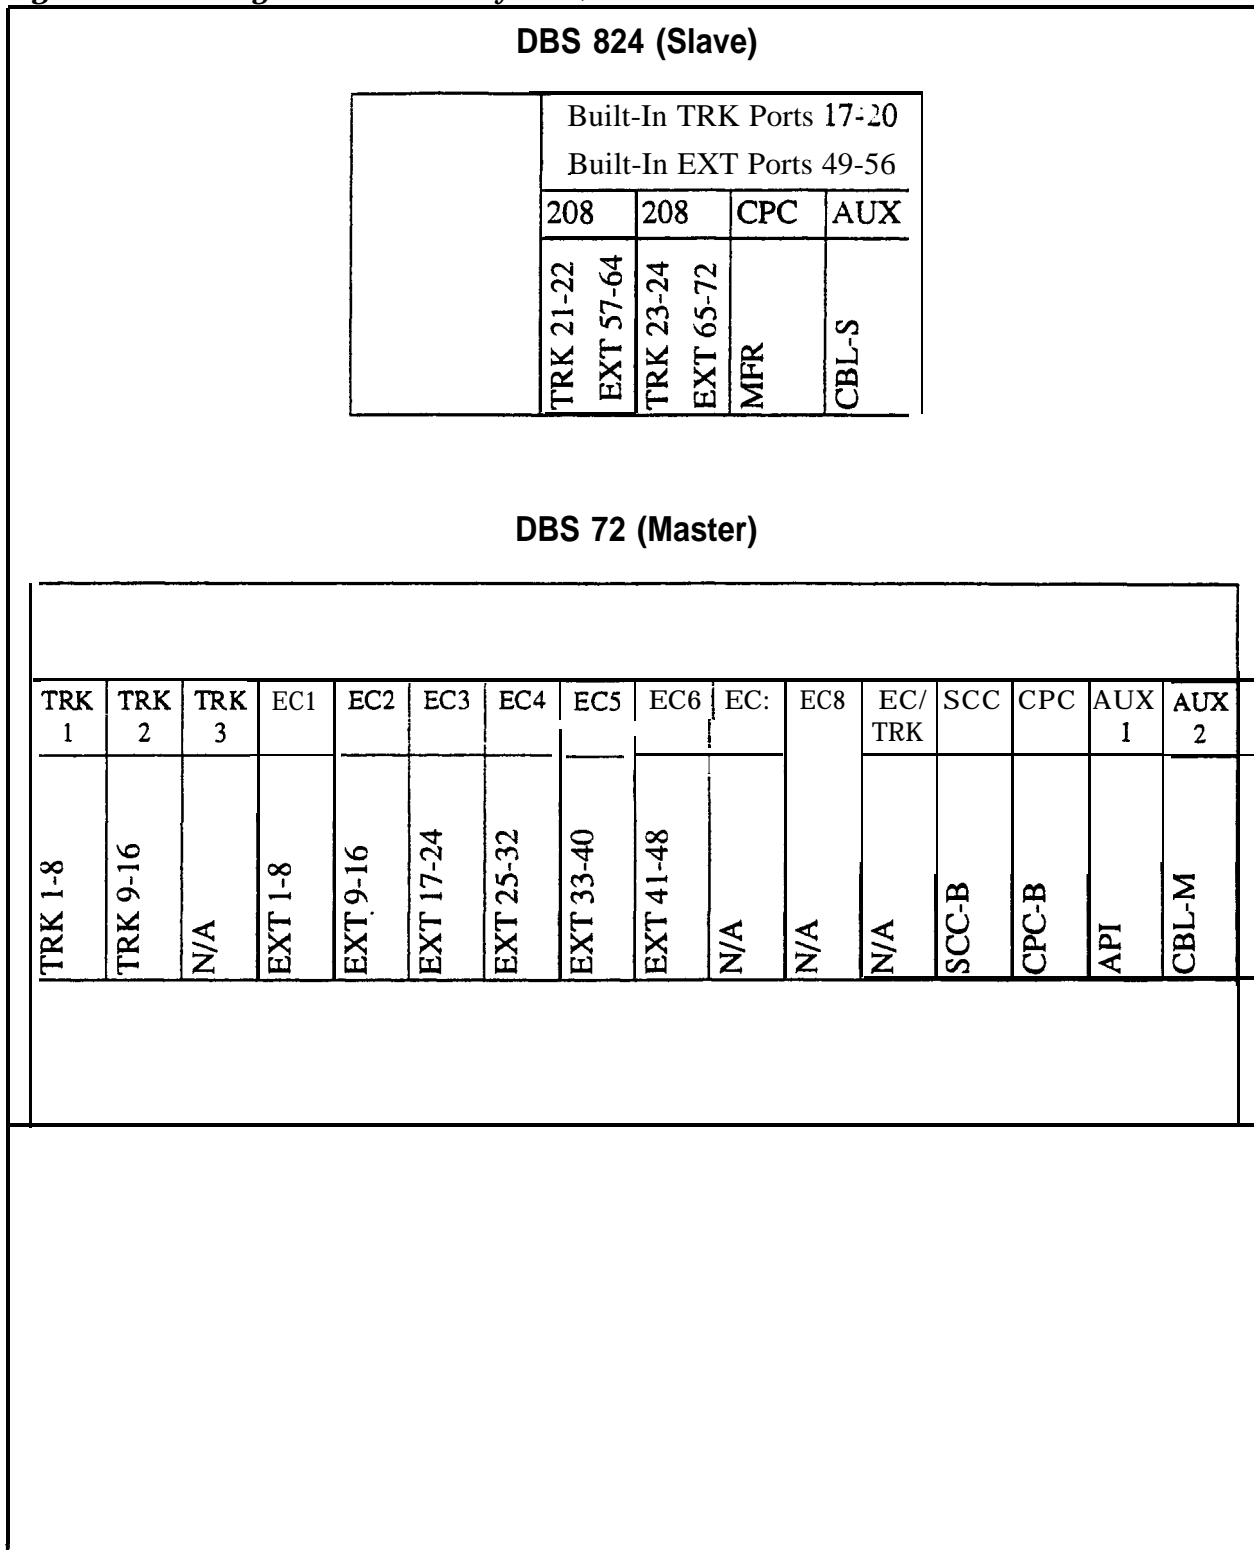 DBS 824 (Slave)
Built-In TRK Ports 17-20
Built-In EXT Ports 49-56
208 208 CPC AUX
TRK 21-22
EXT 57-64
TRK 23-24
EXT 65-72
MFR
CBL-S
DBS 72 (Master)
TRK 1
TRK 2
TRK 3
EC1
EC2
EC3
EC4
EC5
EC6
EC:
EC8
EC/
TRK
SCC
CPC
AUX 1
AUX 2
TRK 1-8
TRK 9-16
N/A
EXT 1-8
EXT 9-16
EXT 17-24
EXT 25-32
EXT 33-40
EXT 41-48
N/A
N/A
N/A
SCC-B
CPC-B
API
CBL-M